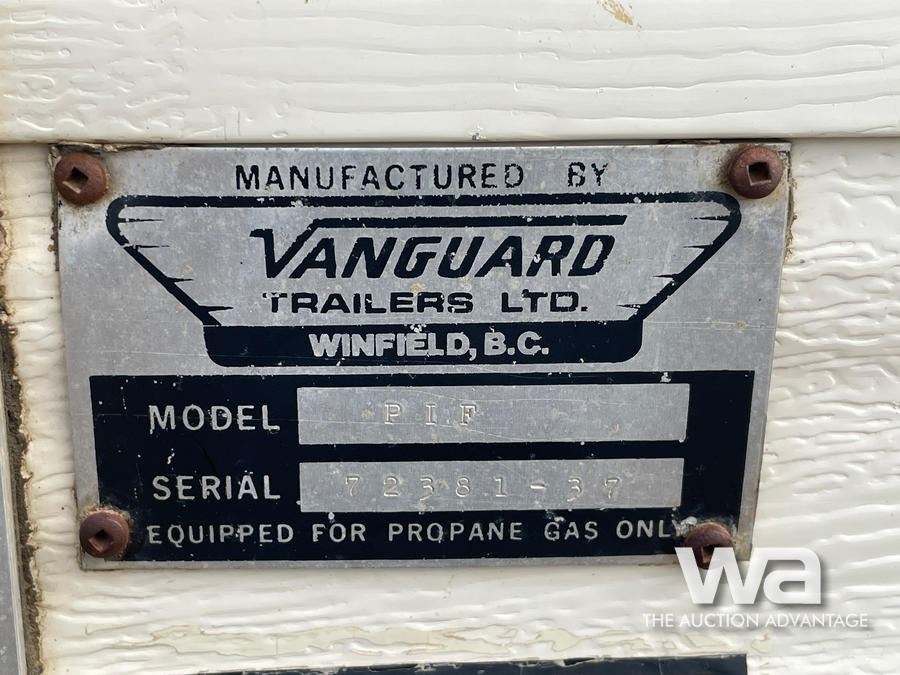 MANUFACTURED BY
VANGUARD
TRAILERS LTD.
WINFIELD, B.C.
MODEL PIF
SERIAL 72381-37
EQUIPPED FOR PROPANE GAS ONLY
wa
THE AUCTION ADVANTAGE